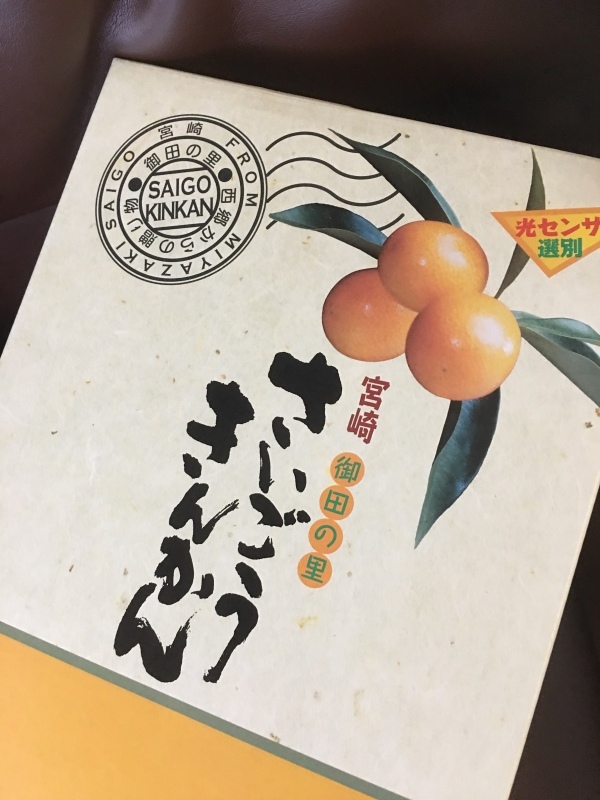 宮崎 FROM MIYAZAKI SAIGO
御田の里
西郷からの贈り物
SAIGO
KINKAN
光センサ
選別
宮崎
御田の里
さいごう
きんかん